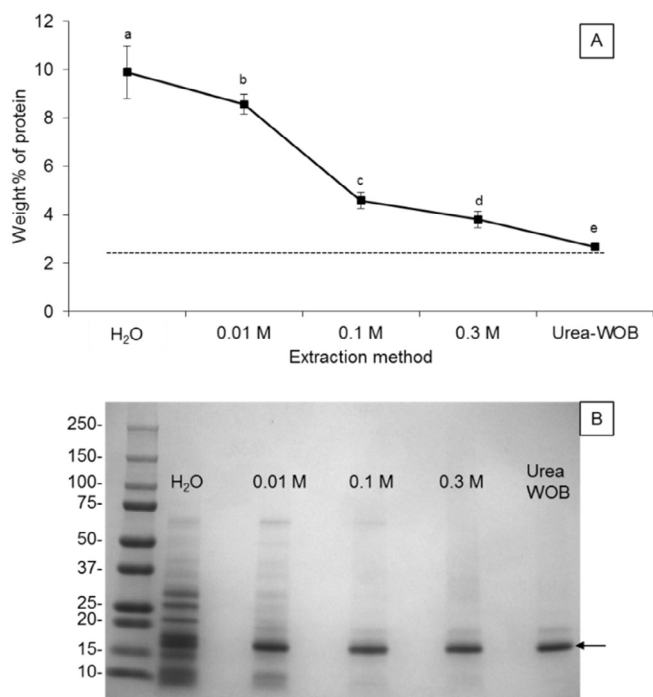 A
a
b
c
d
e
12
10
8
6
4
2
0
Weight % of protein
H₂O 0.01 M 0.1 M 0.3 M Urea-WOB
Extraction method
B
250-
150-
100-
75-
50-
37-
25-
20-
15-
10-
H₂O 0.01 M 0.1 M 0.3 M Urea
WOB